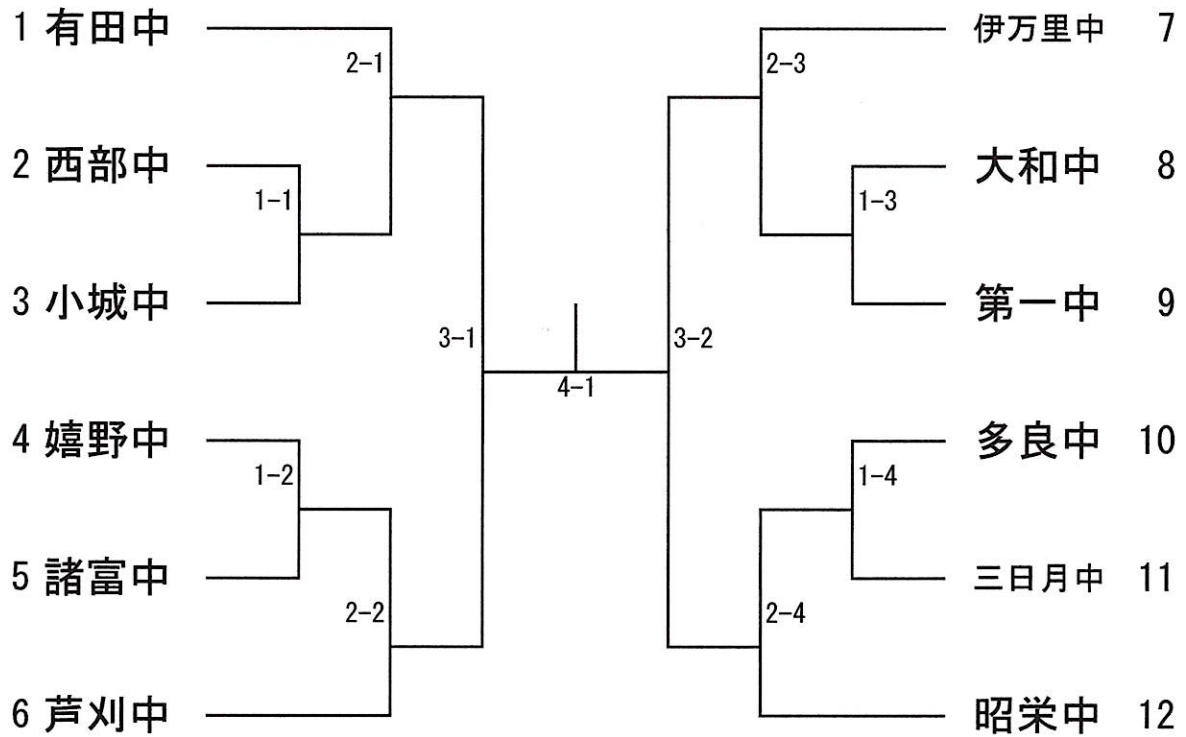 1 有田中
2-1
2 西部中
1-1
3 小城中
3-1
4 嬉野中
1-2
5 諸富中
2-2
6 芦刈中
4-1
伊万里中 7
2-3
大和中 8
1-3
第一中 9
3-2
多良中 10
1-4
三日月中 11
2-4
昭栄中 12